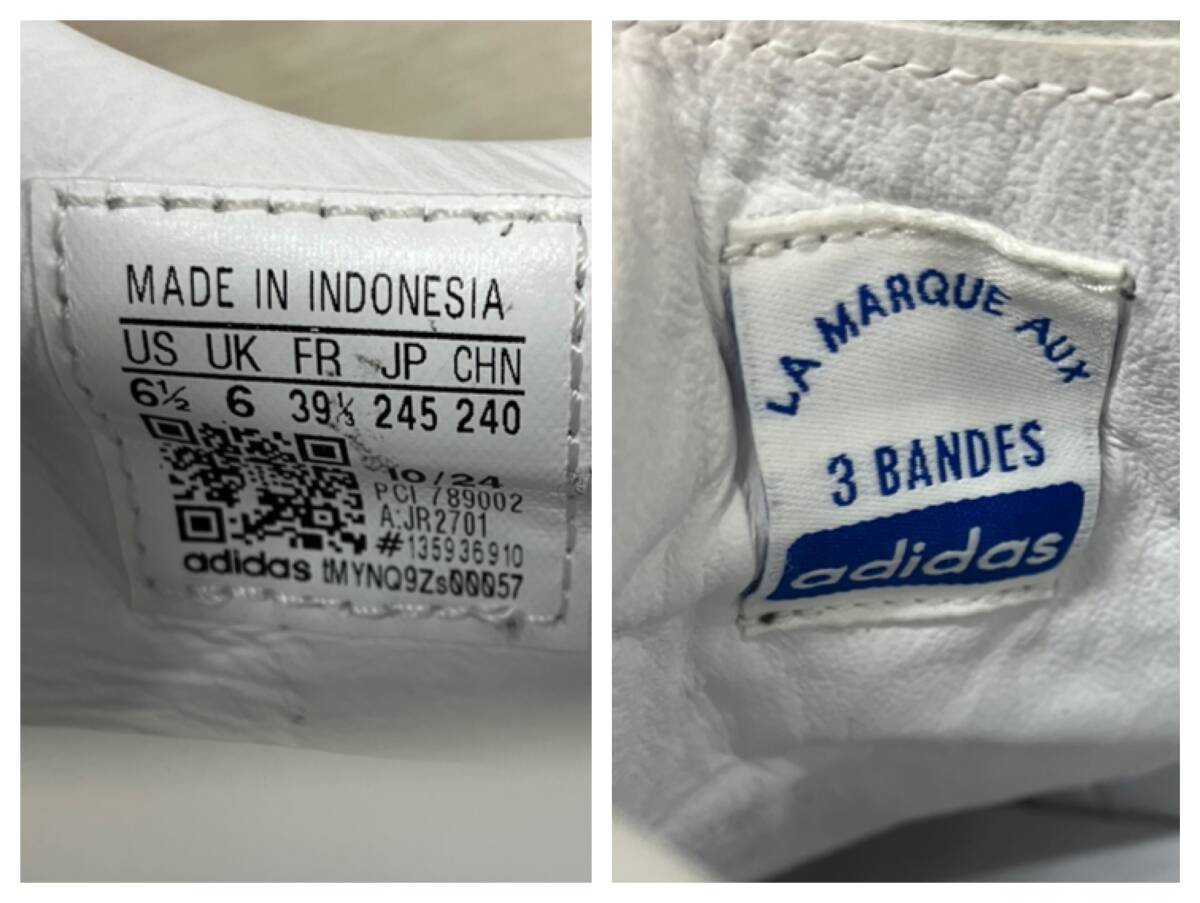 MADE IN INDONESIA
US UK FR JP CHN
6½ 6 39⅓ 245 240
10/24
PCI 789002
A:JR2701
#135936910
adidas tMYNQ9Zs00057
LA MARQUE AUX
3 BANDES
adidas